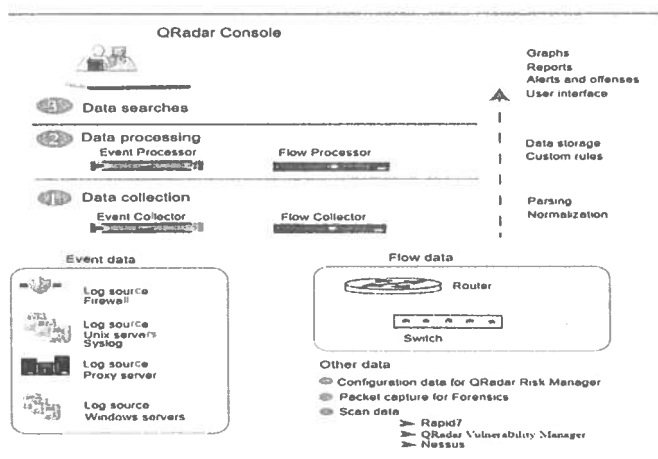 QRadar Console
Graphs
Reports
Alerts and offenses
User interface
3
Data searches
2
Data processing
Event Processor
Flow Processor
Data storage
Custom rules
1
Data collection
Event Collector
Flow Collector
Parsing
Normalization
Event data
Log source
Firewall
Log source
Unix servers
Syslog
Log source
Proxy server
Log source
Windows servers
Flow data
Router
Switch
Other data
Configuration data for QRadar Risk Manager
Packet capture for Forensics
Scan data
Rapid7
QRadar Vulnerability Manager
Nessus